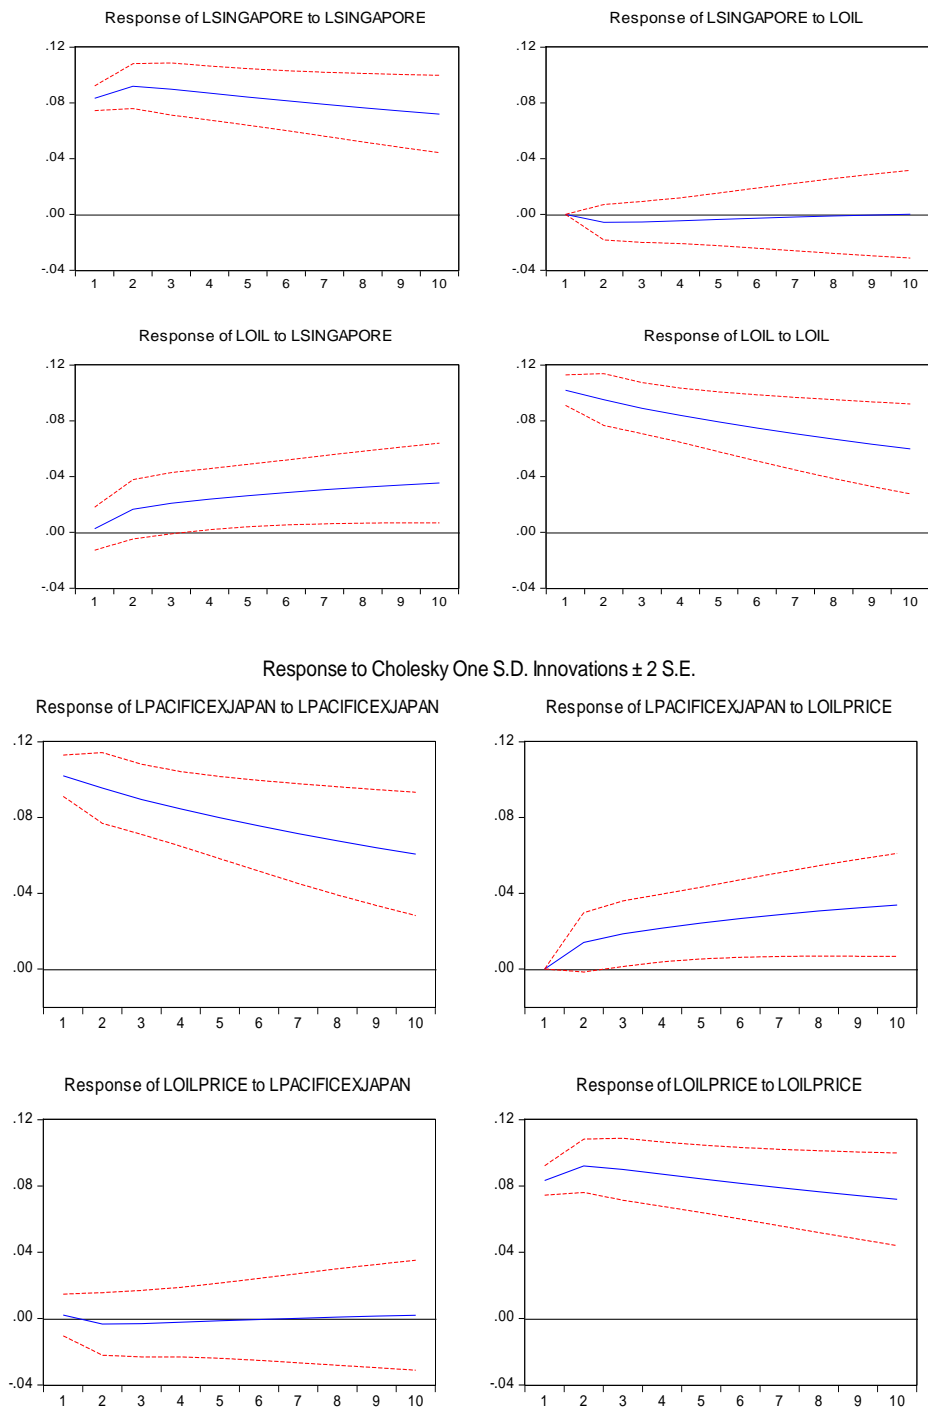 Response of LSINGAPORE to LSINGAPORE
.12
.08
.04
.00
-.04
1 2 3 4 5 6 7 8 9 10
Response of LSINGAPORE to LOIL
.12
.08
.04
.00
-.04
1 2 3 4 5 6 7 8 9 10
Response of LOIL to LSINGAPORE
.12
.08
.04
.00
-.04
1 2 3 4 5 6 7 8 9 10
Response of LOIL to LOIL
.12
.08
.04
.00
-.04
1 2 3 4 5 6 7 8 9 10
Response to Cholesky One S.D. Innovations ± 2 S.E.
Response of LPACIFICEXJAPAN to LPACIFICEXJAPAN
.12
.08
.04
.00
1 2 3 4 5 6 7 8 9 10
Response of LPACIFICEXJAPAN to LOILPRICE
.12
.08
.04
.00
1 2 3 4 5 6 7 8 9 10
Response of LOILPRICE to LPACIFICEXJAPAN
.12
.08
.04
.00
-.04
1 2 3 4 5 6 7 8 9 10
Response of LOILPRICE to LOILPRICE
.12
.08
.04
.00
-.04
1 2 3 4 5 6 7 8 9 10